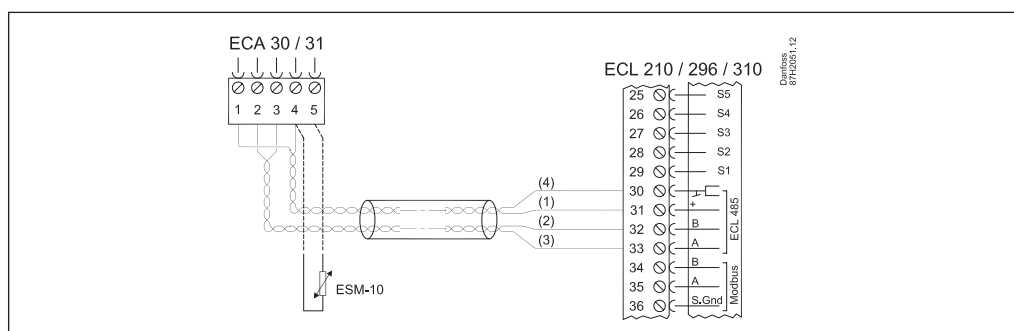 ECA 30 / 31
1 2 3 4 5
ESM-10
(4)
(1)
(2)
(3)
ECL 210 / 296 / 310
25 S5
26 S4
27 S3
28 S2
29 S1
30
31 +
32 B
33 A
34 B
35 A
36 S.Gnd
ECL 485
Modbus
Danfoss
87H2051.12